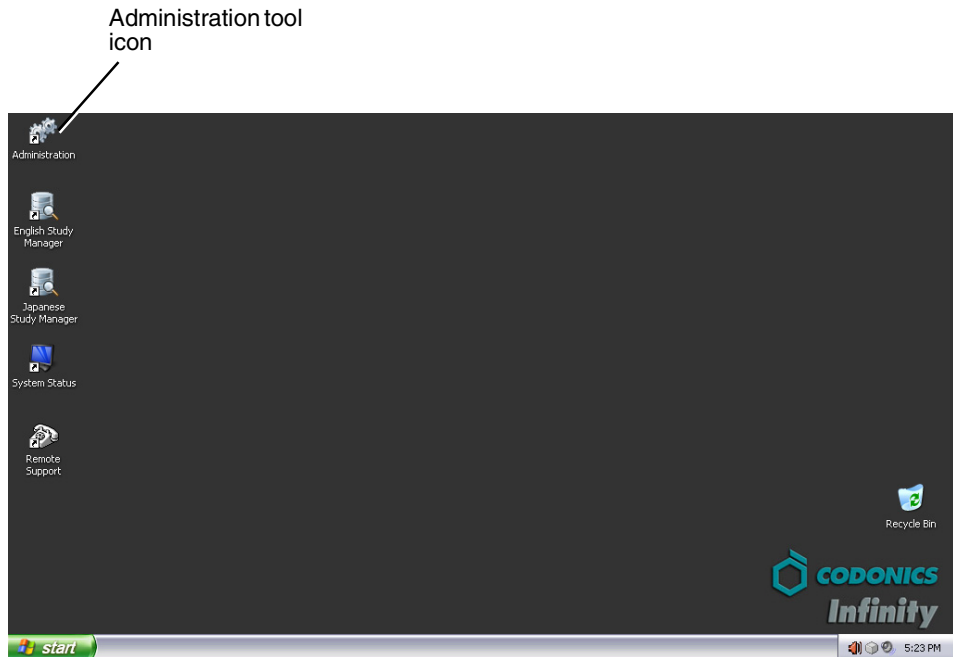 Administration tool
icon
Administration
English Study
Manager
Japanese
Study Manager
System Status
Remote
Support
Recycle Bin
CODONICS
Infinity
start
5:23 PM